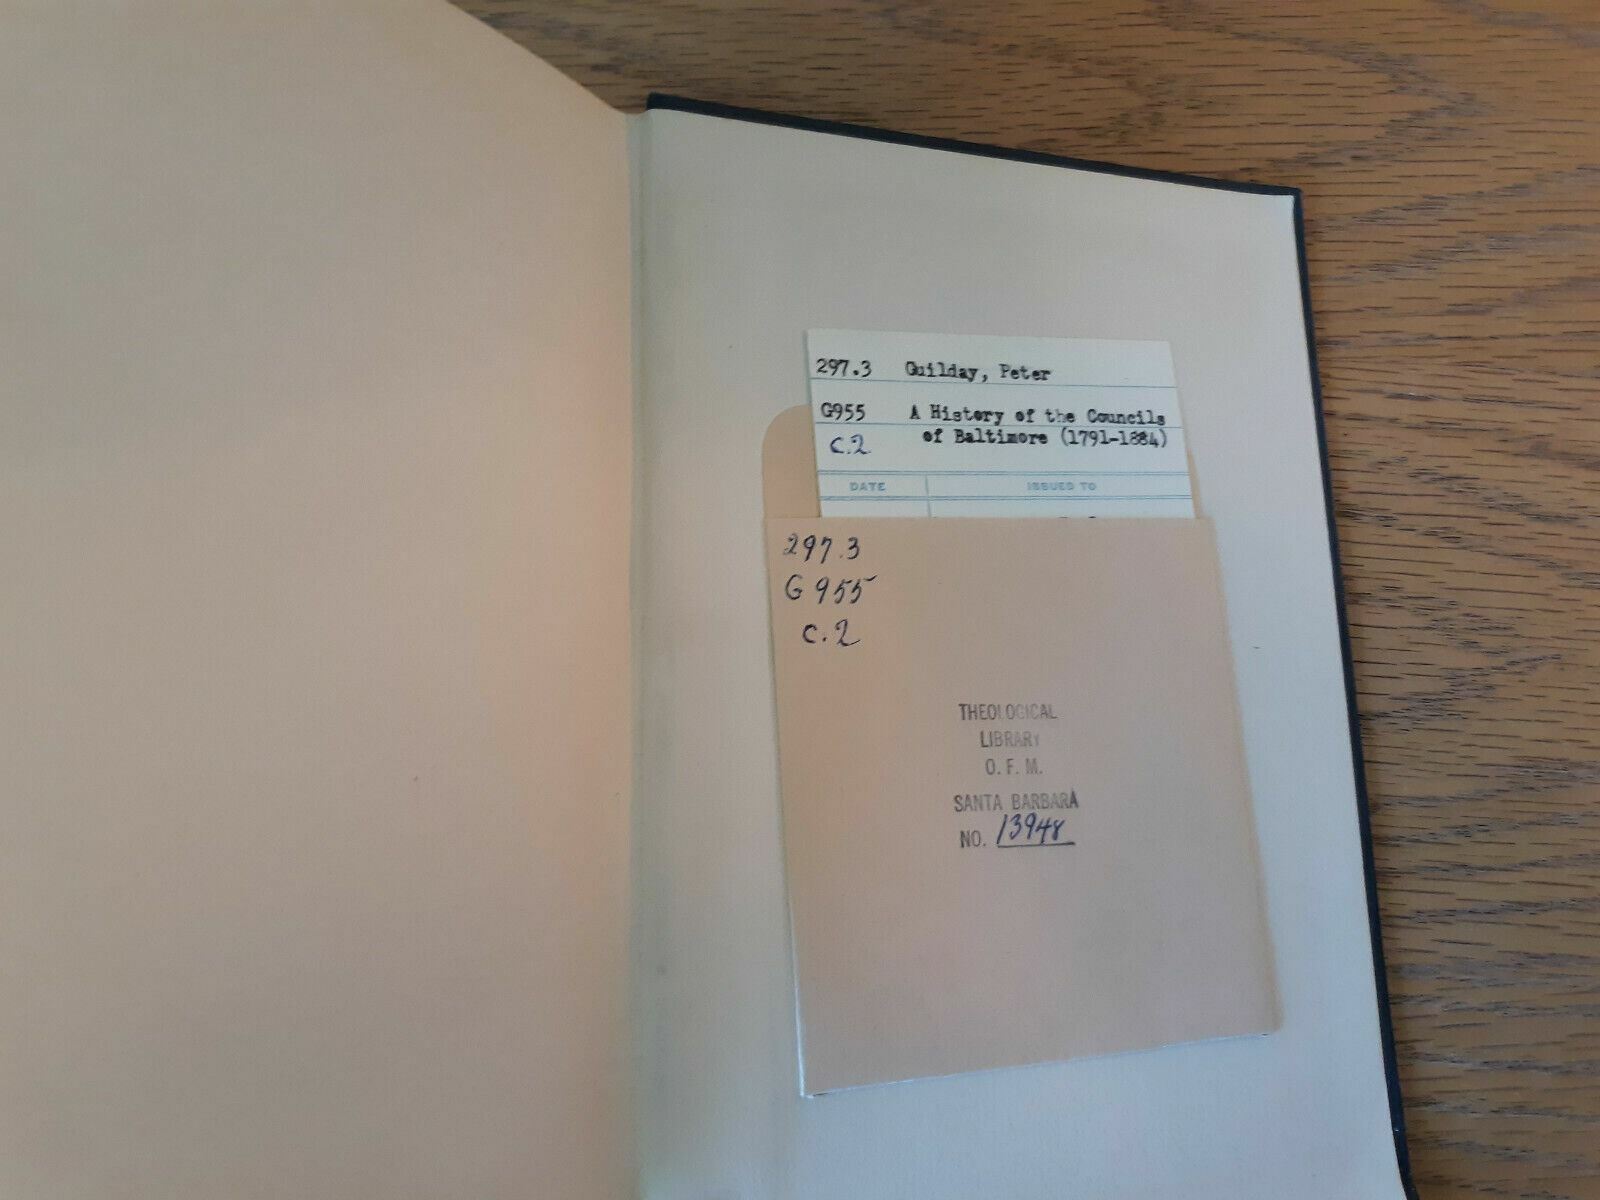 297.3 Guilday, Peter
G955 A History of the Councils
C.2 of Baltimore (1791-1884)
DATE ISSUED TO
297.3
G955
C.2
THEOLOGICAL
LIBRARY
O. F. M.
SANTA BARBARA
NO. 13948